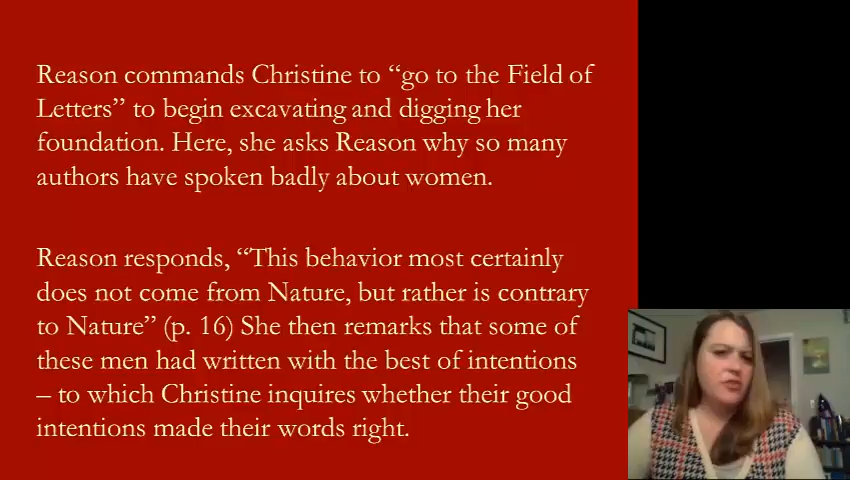 Reason commands Christine to “go to the Field of
Letters” to begin excavating and digging her
foundation. Here, she asks Reason why so many
authors have spoken badly about women.
Reason responds, “This behavior most certainly
does not come from Nature, but rather is contrary
to Nature” (p. 16) She then remarks that some of
these men had written with the best of intentions
– to which Christine inquires whether their good
intentions made their words right.